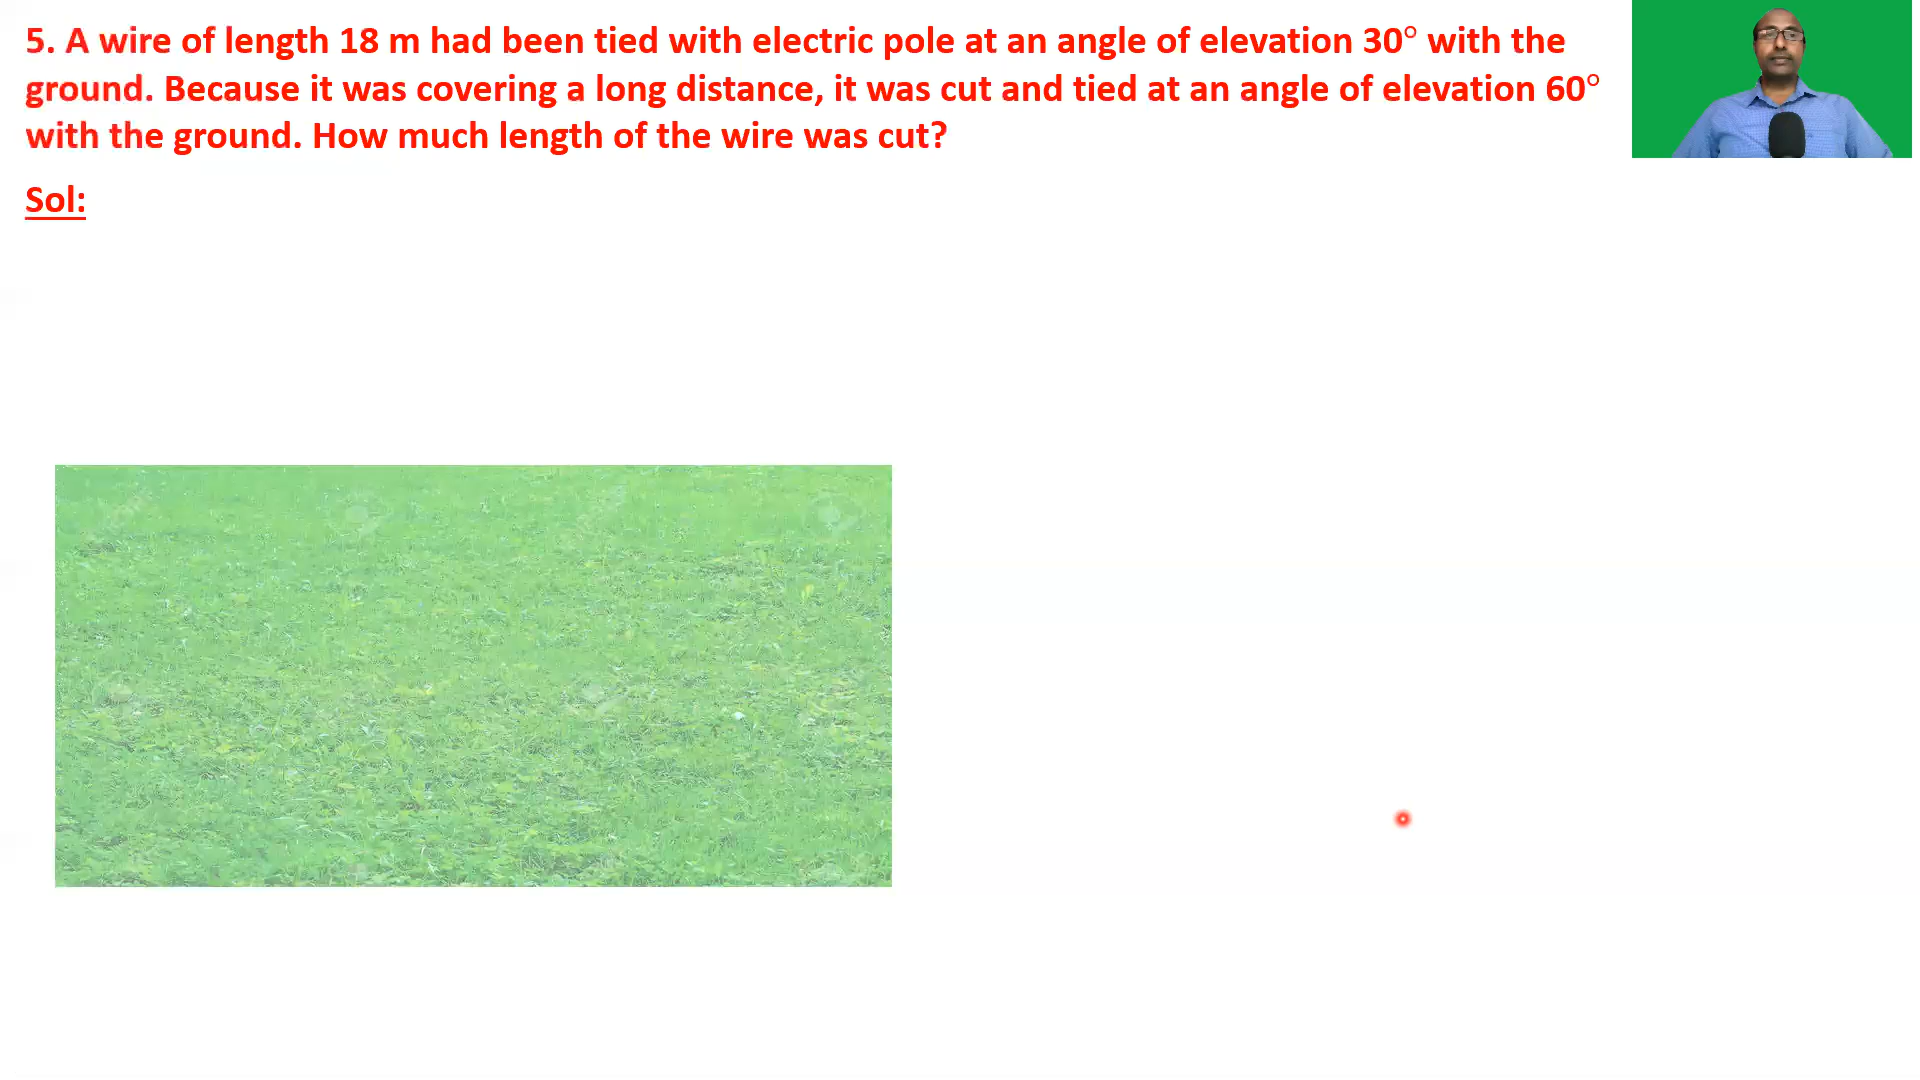 5. A wire of length 18 m had been tied with electric pole at an angle of elevation 30° with the
ground. Because it was covering a long distance, it was cut and tied at an angle of elevation 60°
with the ground. How much length of the wire was cut?
Sol: